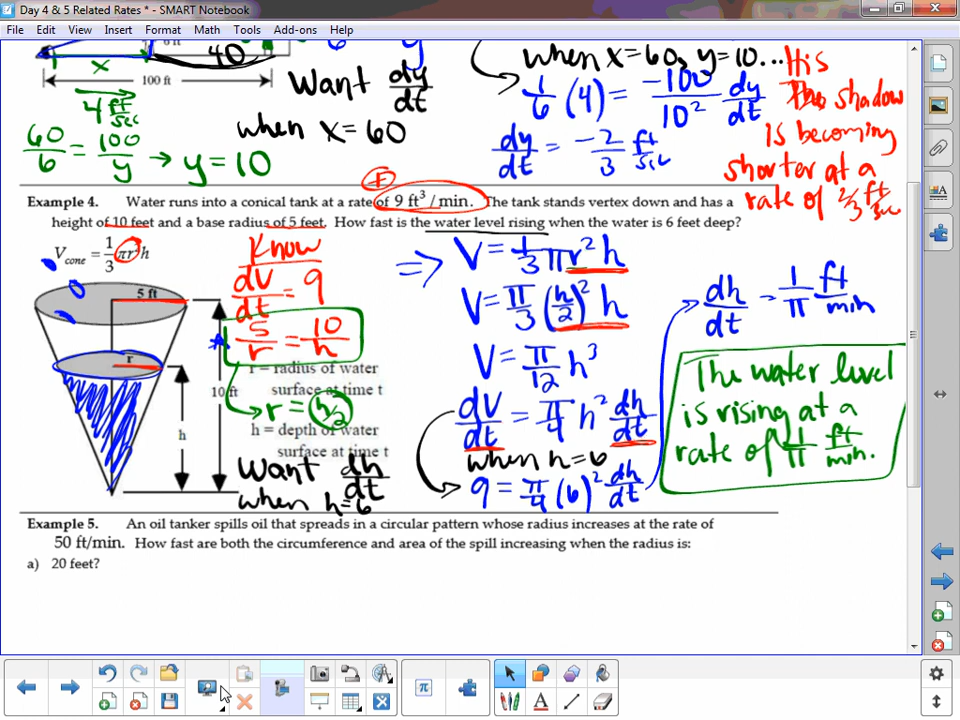 Day 4 & 5 Related Rates * - SMART Notebook
File Edit View Insert Format Math Tools Add-ons Help
40
x
100 ft
4 ft/sec
60/6 = 100/y → y = 10
Want dy/dt
when x = 60
when x = 60, y = 10...
1/6 (4) = -100/10² dy/dt
dy/dt = -2/3 ft/sec
His
shadow
is becoming
shorter at a
rate of 2/3 ft/sec
Example 4. Water runs into a conical tank at a rate of 9 ft³/min. The tank stands vertex down and has a
height of 10 feet and a base radius of 5 feet. How fast is the water level rising when the water is 6 feet deep?
V cone = 1/3 πr²h
5 ft
r
10 ft
h
Know
dV/dt = 9
5/r = 10/h
r = radius of water
surface at time t
r = h/2
h = depth of water
surface at time t
Want dh/dt
when h = 6
⇒ V = 1/3 πr²h
V = π/3 (h/2)² h
V = π/12 h³
dV/dt = π/4 h² dh/dt
when h = 6
9 = π/4 (6)² dh/dt
dh/dt = 1/π ft/min
The water level
is rising at a
rate of 1/π ft/min.
Example 5. An oil tanker spills oil that spreads in a circular pattern whose radius increases at the rate of
50 ft/min. How fast are both the circumference and area of the spill increasing when the radius is:
a) 20 feet?